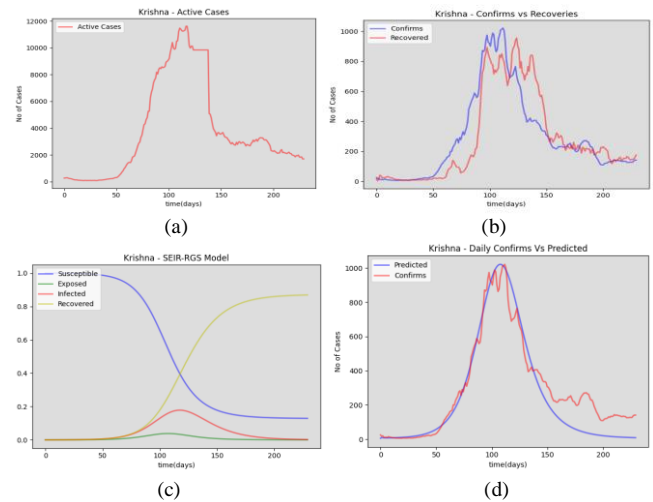 Krishna - Active Cases
Active Cases
12000
10000
8000
6000
4000
2000
0
No of Cases
0 50 100 150 200
time(days)
(a)
Krishna - Confirms vs Recoveries
Confirms
Recovered
1000
800
600
400
200
0
No of Cases
0 50 100 150 200
time(days)
(b)
Krishna - SEIR-RGS Model
Susceptible
Exposed
Infected
Recovered
1.0
0.8
0.6
0.4
0.2
0.0
0 50 100 150 200
time(days)
(c)
Krishna - Daily Confirms Vs Predicted
Predicted
Confirms
1000
800
600
400
200
0
No of Cases
0 50 100 150 200
time(days)
(d)